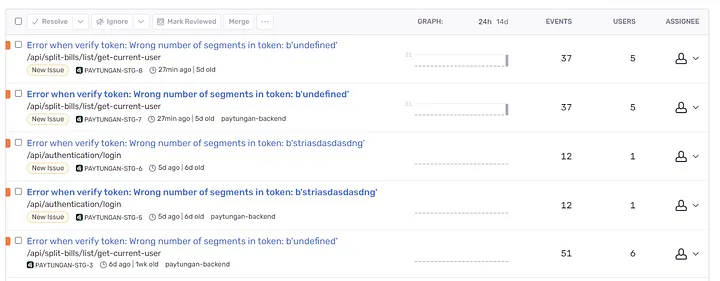 Resolve Ignore Mark Reviewed Merge ... GRAPH: 24h 14d EVENTS USERS ASSIGNEE
Error when verify token: Wrong number of segments in token: b'undefined'
/api/split-bills/list/get-current-user 31 37 5
New Issue PAYTUNGAN-STG-8 27min ago | 5d old
Error when verify token: Wrong number of segments in token: b'undefined'
/api/split-bills/list/get-current-user 31 37 5
New Issue PAYTUNGAN-STG-7 27min ago | 5d old paytungan-backend
Error when verify token: Wrong number of segments in token: b'striasdasdasdng'
/api/authentication/login 12 1
New Issue PAYTUNGAN-STG-6 5d ago | 6d old
Error when verify token: Wrong number of segments in token: b'striasdasdasdng'
/api/authentication/login 12 1
New Issue PAYTUNGAN-STG-5 5d ago | 6d old paytungan-backend
Error when verify token: Wrong number of segments in token: b'undefined'
/api/split-bills/list/get-current-user 51 6
PAYTUNGAN-STG-3 6d ago | 1wk old paytungan-backend